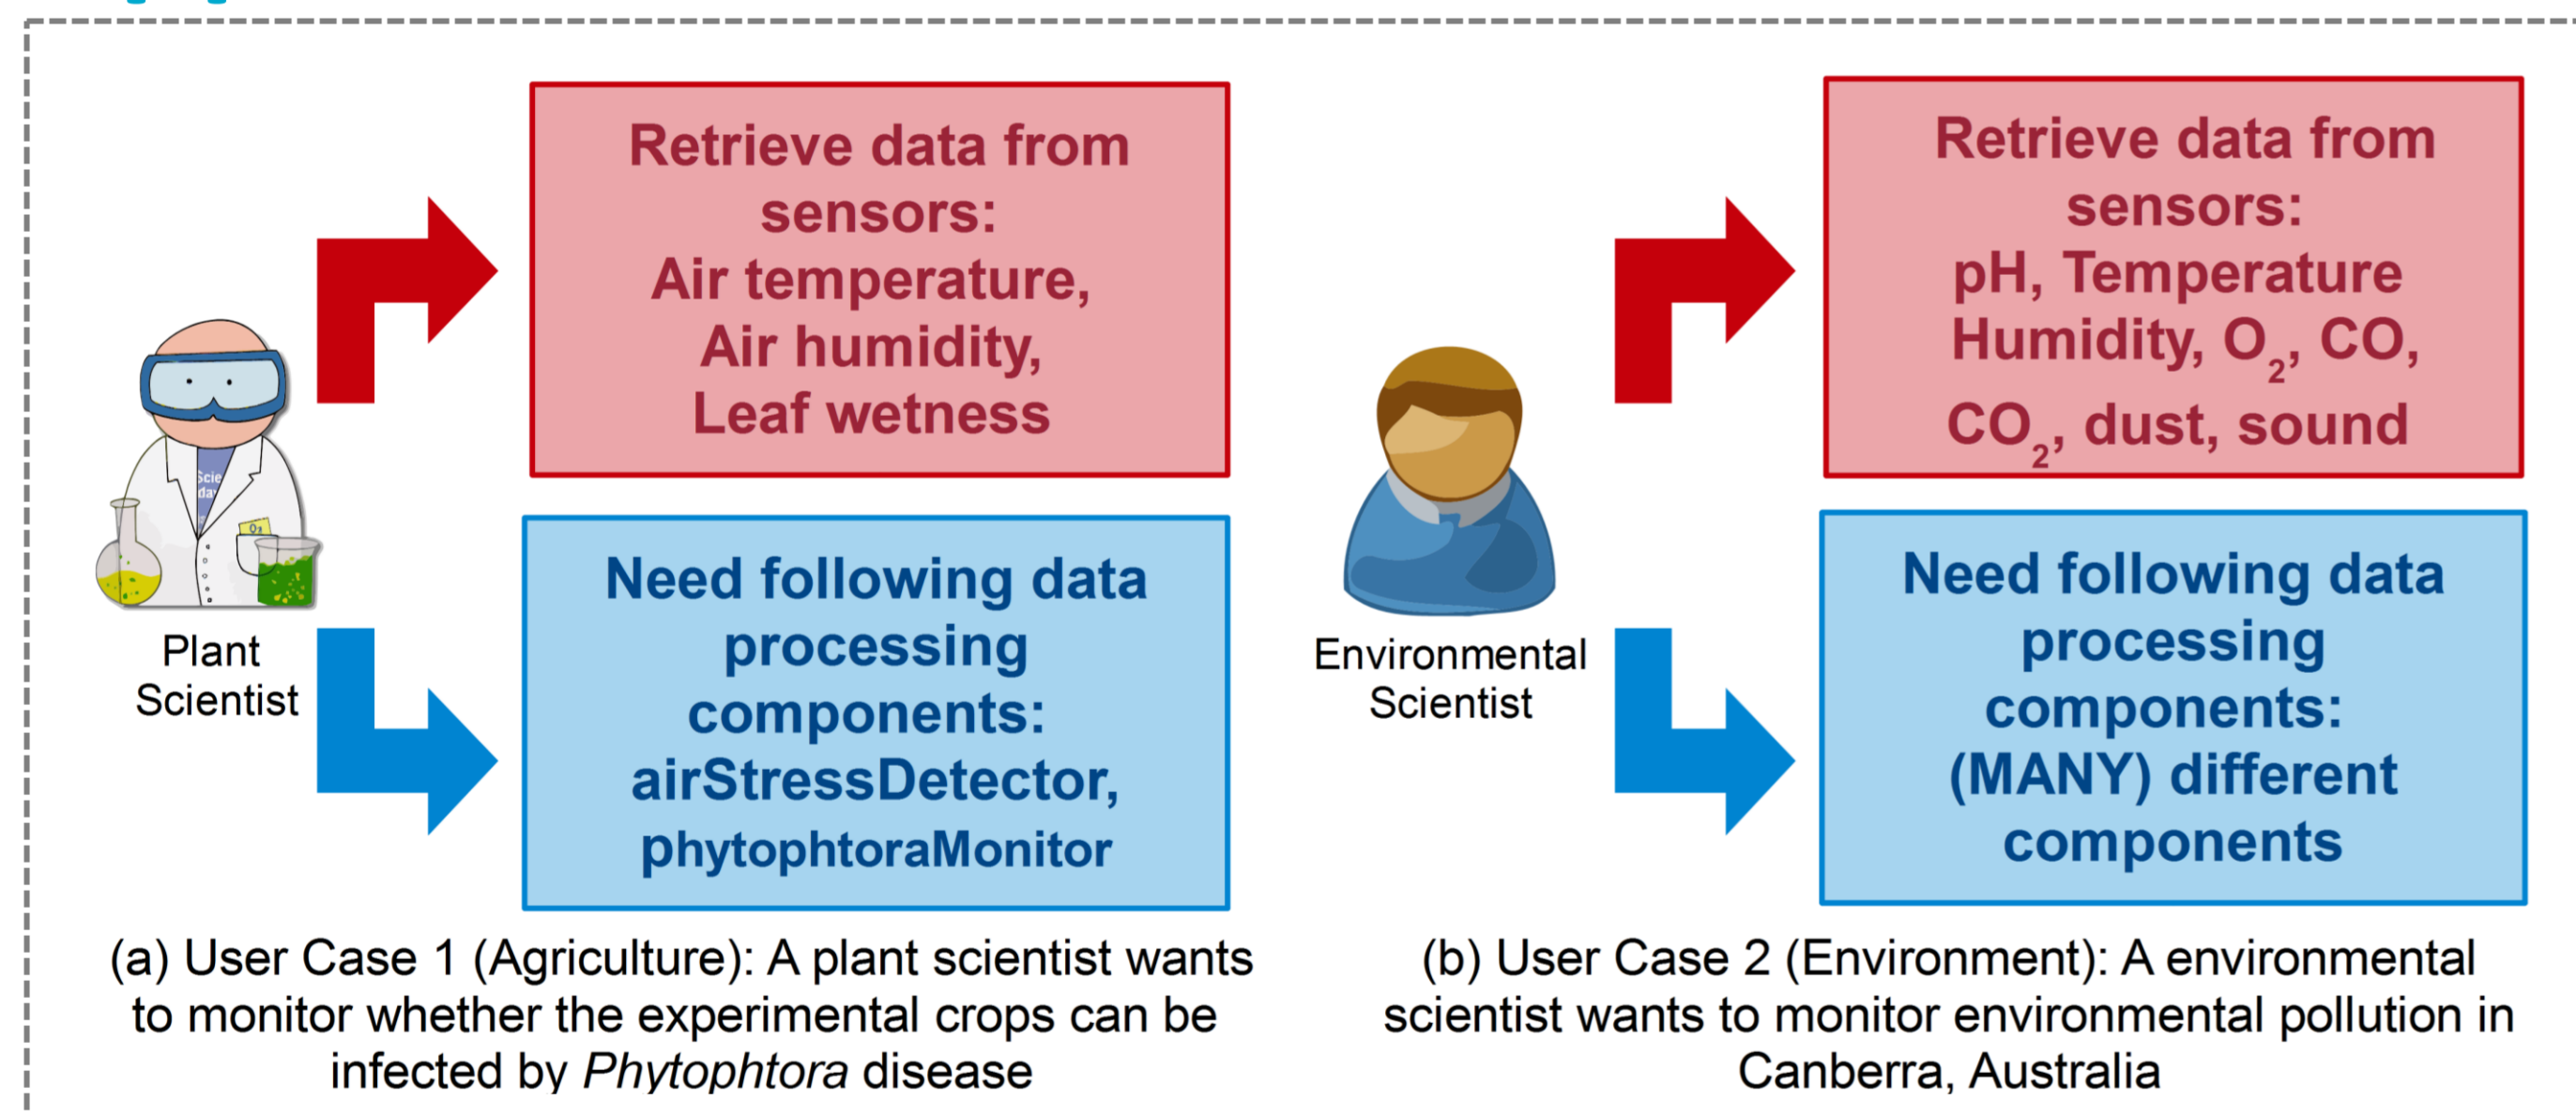 Retrieve data from
sensors:
Air temperature,
Air humidity,
Leaf wetness
Plant
Scientist
Need following data
processing
components:
airStressDetector,
phytophtoraMonitor
(a) User Case 1 (Agriculture): A plant scientist wants
to monitor whether the experimental crops can be
infected by Phytophtora disease
Retrieve data from
sensors:
pH, Temperature
Humidity, O₂, CO,
CO₂, dust, sound
Environmental
Scientist
Need following data
processing
components:
(MANY) different
components
(b) User Case 2 (Environment): A environmental
scientist wants to monitor environmental pollution in
Canberra, Australia